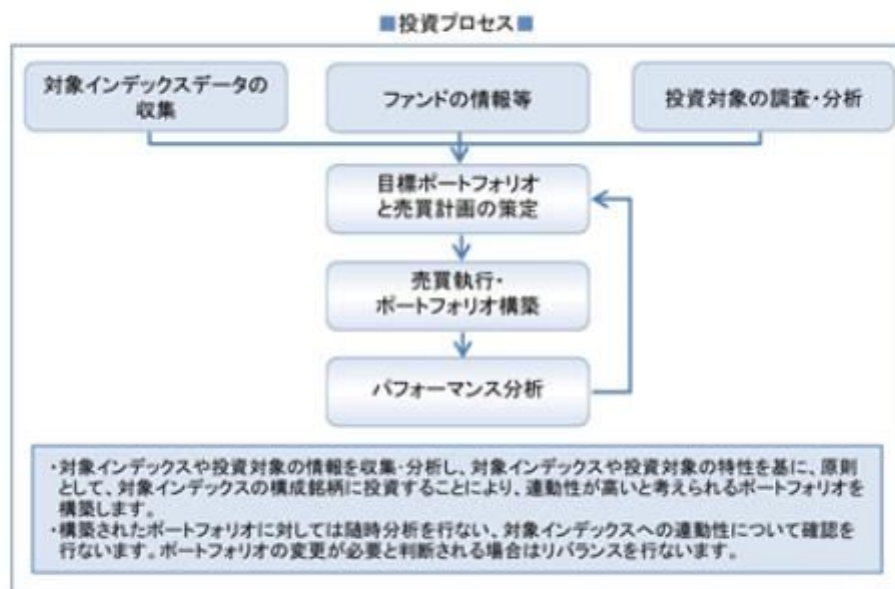 ■投資プロセス■
対象インデックスデータの
収集
ファンドの情報等
投資対象の調査・分析
目標ポートフォリオ
と売買計画の策定
売買執行・
ポートフォリオ構築
パフォーマンス分析
・対象インデックスや投資対象の情報を収集・分析し、対象インデックスや投資対象の特性を基に、原則
として、対象インデックスの構成銘柄に投資することにより、連動性が高いと考えられるポートフォリオを
構築します。
・構築されたポートフォリオに対しては随時分析を行ない、対象インデックスへの連動性について確認を
行ないます。ポートフォリオの変更が必要と判断される場合はリバランスを行ないます。